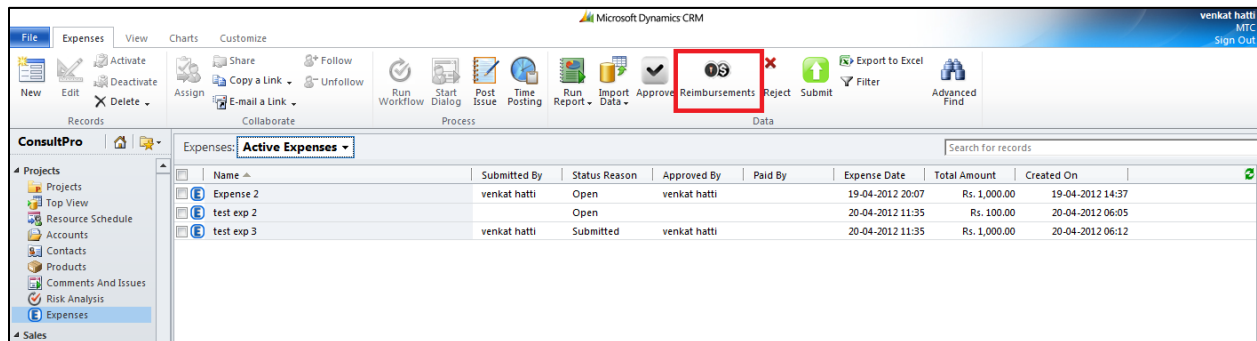 Microsoft Dynamics CRM
venkat hatti
MTC
Sign Out
File Expenses View Charts Customize
New
Edit
Activate
Deactivate
Delete
Records
Assign
Share
Copy a Link
E-mail a Link
Follow
Unfollow
Collaborate
Run Workflow
Start Dialog
Post Issue
Time Posting
Process
Run Report
Import Data
Approve
Reimbursements
Reject
Submit
Export to Excel
Filter
Advanced Find
Data
ConsultPro
Expenses: Active Expenses
Search for records
Projects
Projects
Top View
Resource Schedule
Accounts
Contacts
Products
Comments And Issues
Risk Analysis
Expenses
Sales
Name Submitted By Status Reason Approved By Paid By Expense Date Total Amount Created On
Expense 2 venkat hatti Open venkat hatti 19-04-2012 20:07 Rs. 1,000.00 19-04-2012 14:37
test exp 2 Open 20-04-2012 11:35 Rs. 100.00 20-04-2012 06:05
test exp 3 venkat hatti Submitted venkat hatti 20-04-2012 11:35 Rs. 1,000.00 20-04-2012 06:12